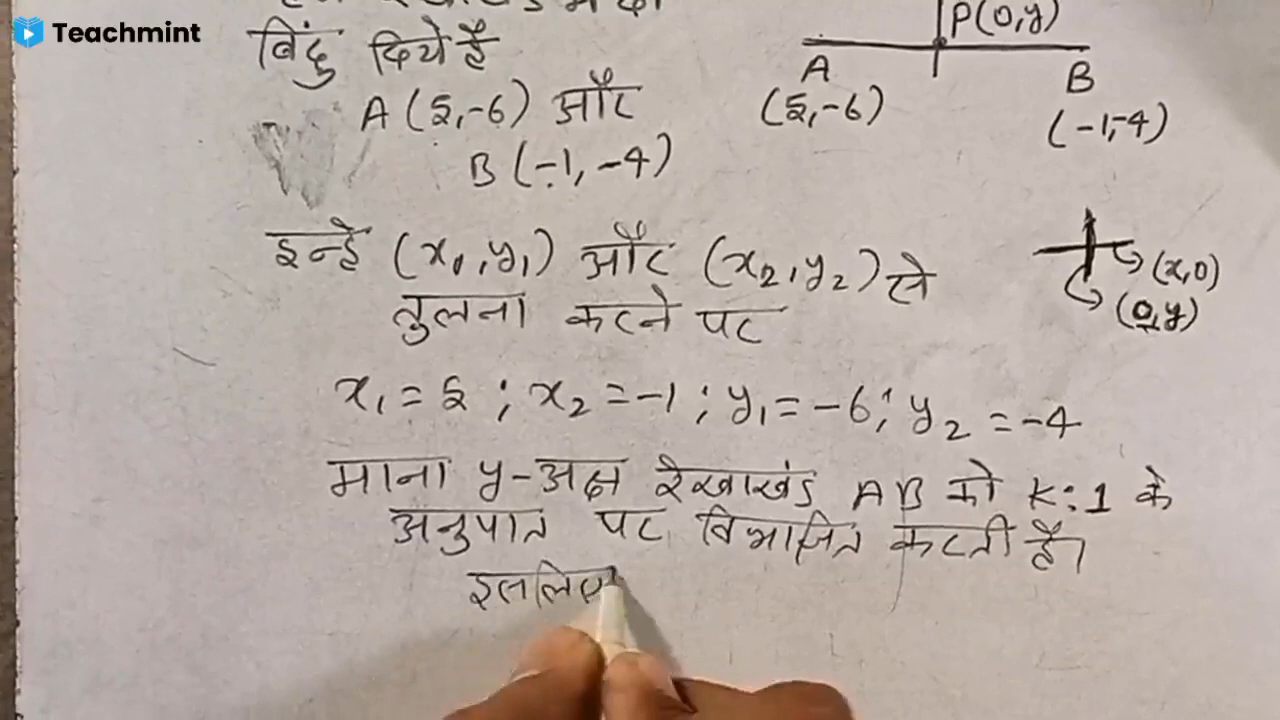 Teachmint
बिंदु दिये है
A (5,-6) और
B (-1,-4)
P(0,y)
A
B
(5,-6)
(-1,-4)
इन्हे (x₁,y₁) और (x₂,y₂) से
तुलना करने पर
(x,0)
(0,y)
x₁ = 5 ; x₂ = -1 ; y₁ = -6 ; y₂ = -4
माना y-अक्ष रेखाखंड AB को K:1 के
अनुपात पर विभाजित करती है।
इसलिए